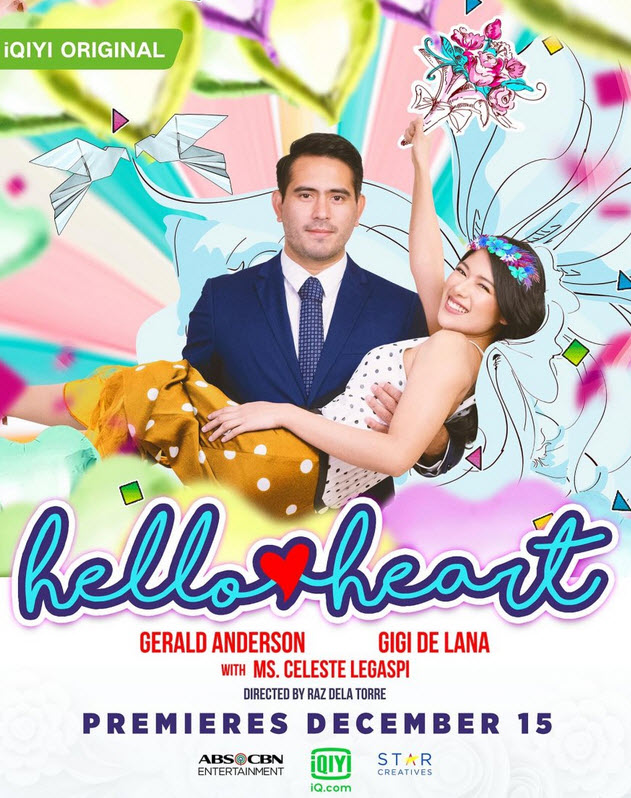 iQIYI ORIGINAL
hello heart
GERALD ANDERSON GIGI DE LANA
WITH MS. CELESTE LEGASPI
DIRECTED BY RAZ DELA TORRE
PREMIERES DECEMBER 15
ABS CBN
ENTERTAINMENT
iQIYI
iQ.com
STAR
CREATIVES